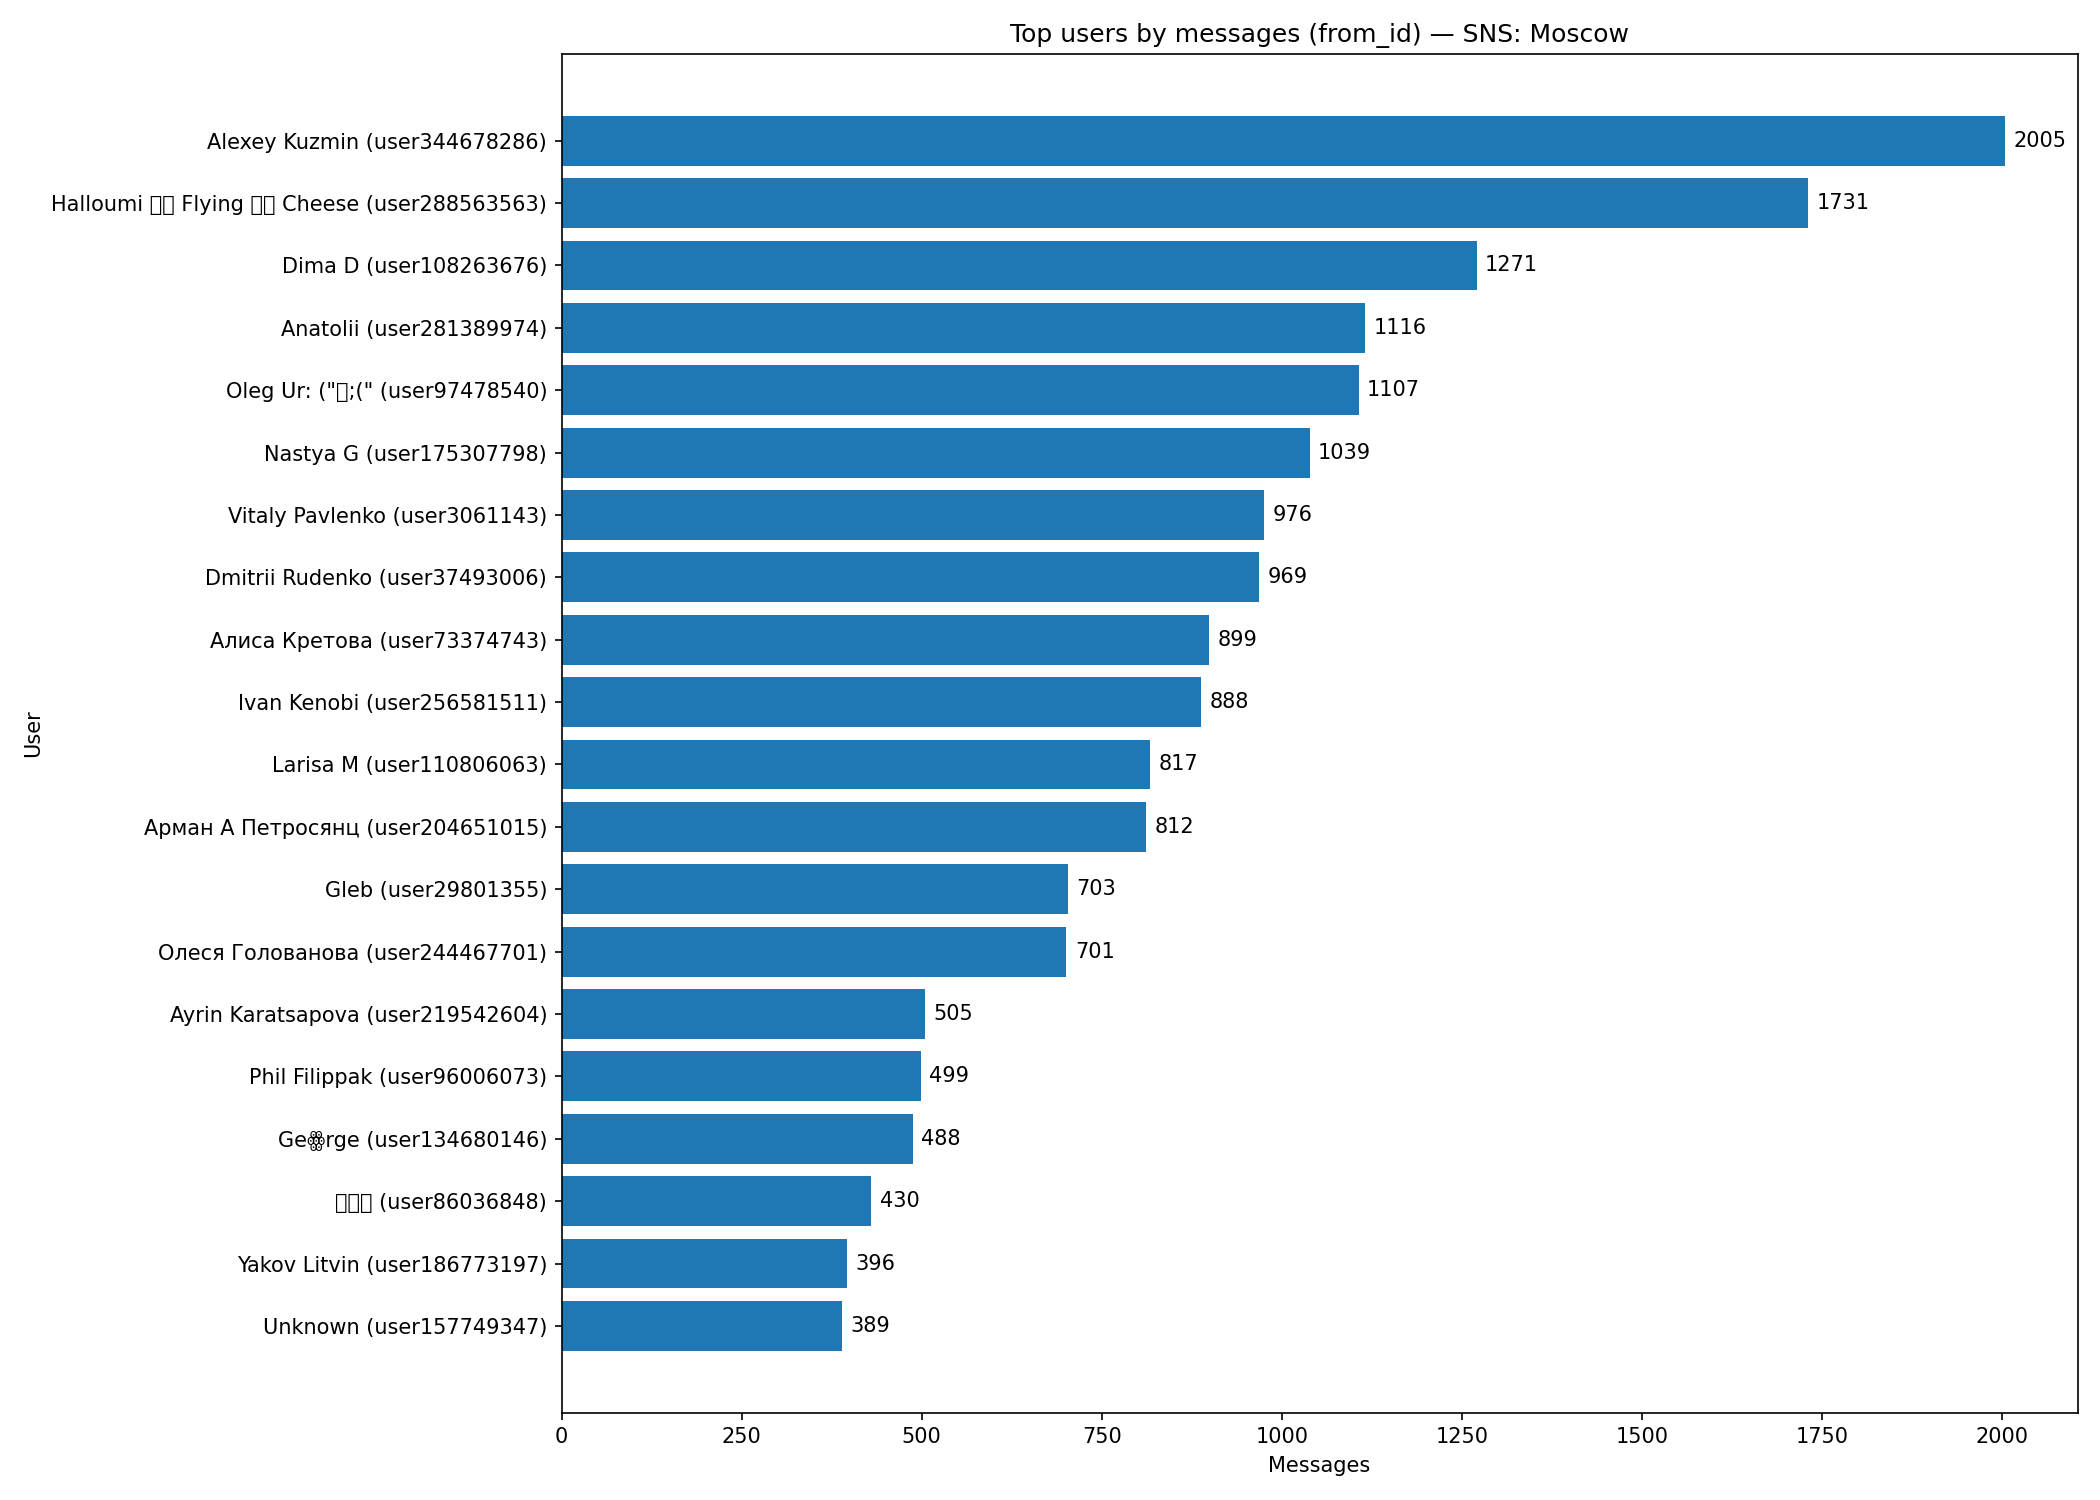 Top users by messages (from_id) — SNS: Moscow
Alexey Kuzmin (user344678286) 2005
Halloumi Flying Cheese (user288563563) 1731
Dima D (user108263676) 1271
Anatolii (user281389974) 1116
Oleg Ur: ("▯;(" (user97478540) 1107
Nastya G (user175307798) 1039
Vitaly Pavlenko (user3061143) 976
Dmitrii Rudenko (user37493006) 969
Алиса Кретова (user73374743) 899
Ivan Kenobi (user256581511) 888
Larisa M (user110806063) 817
Арман А Петросянц (user204651015) 812
Gleb (user29801355) 703
Олеся Голованова (user244467701) 701
Ayrin Karatsapova (user219542604) 505
Phil Filippak (user96006073) 499
Geꙮrge (user134680146) 488
(user86036848) 430
Yakov Litvin (user186773197) 396
Unknown (user157749347) 389
User
0 250 500 750 1000 1250 1500 1750 2000
Messages